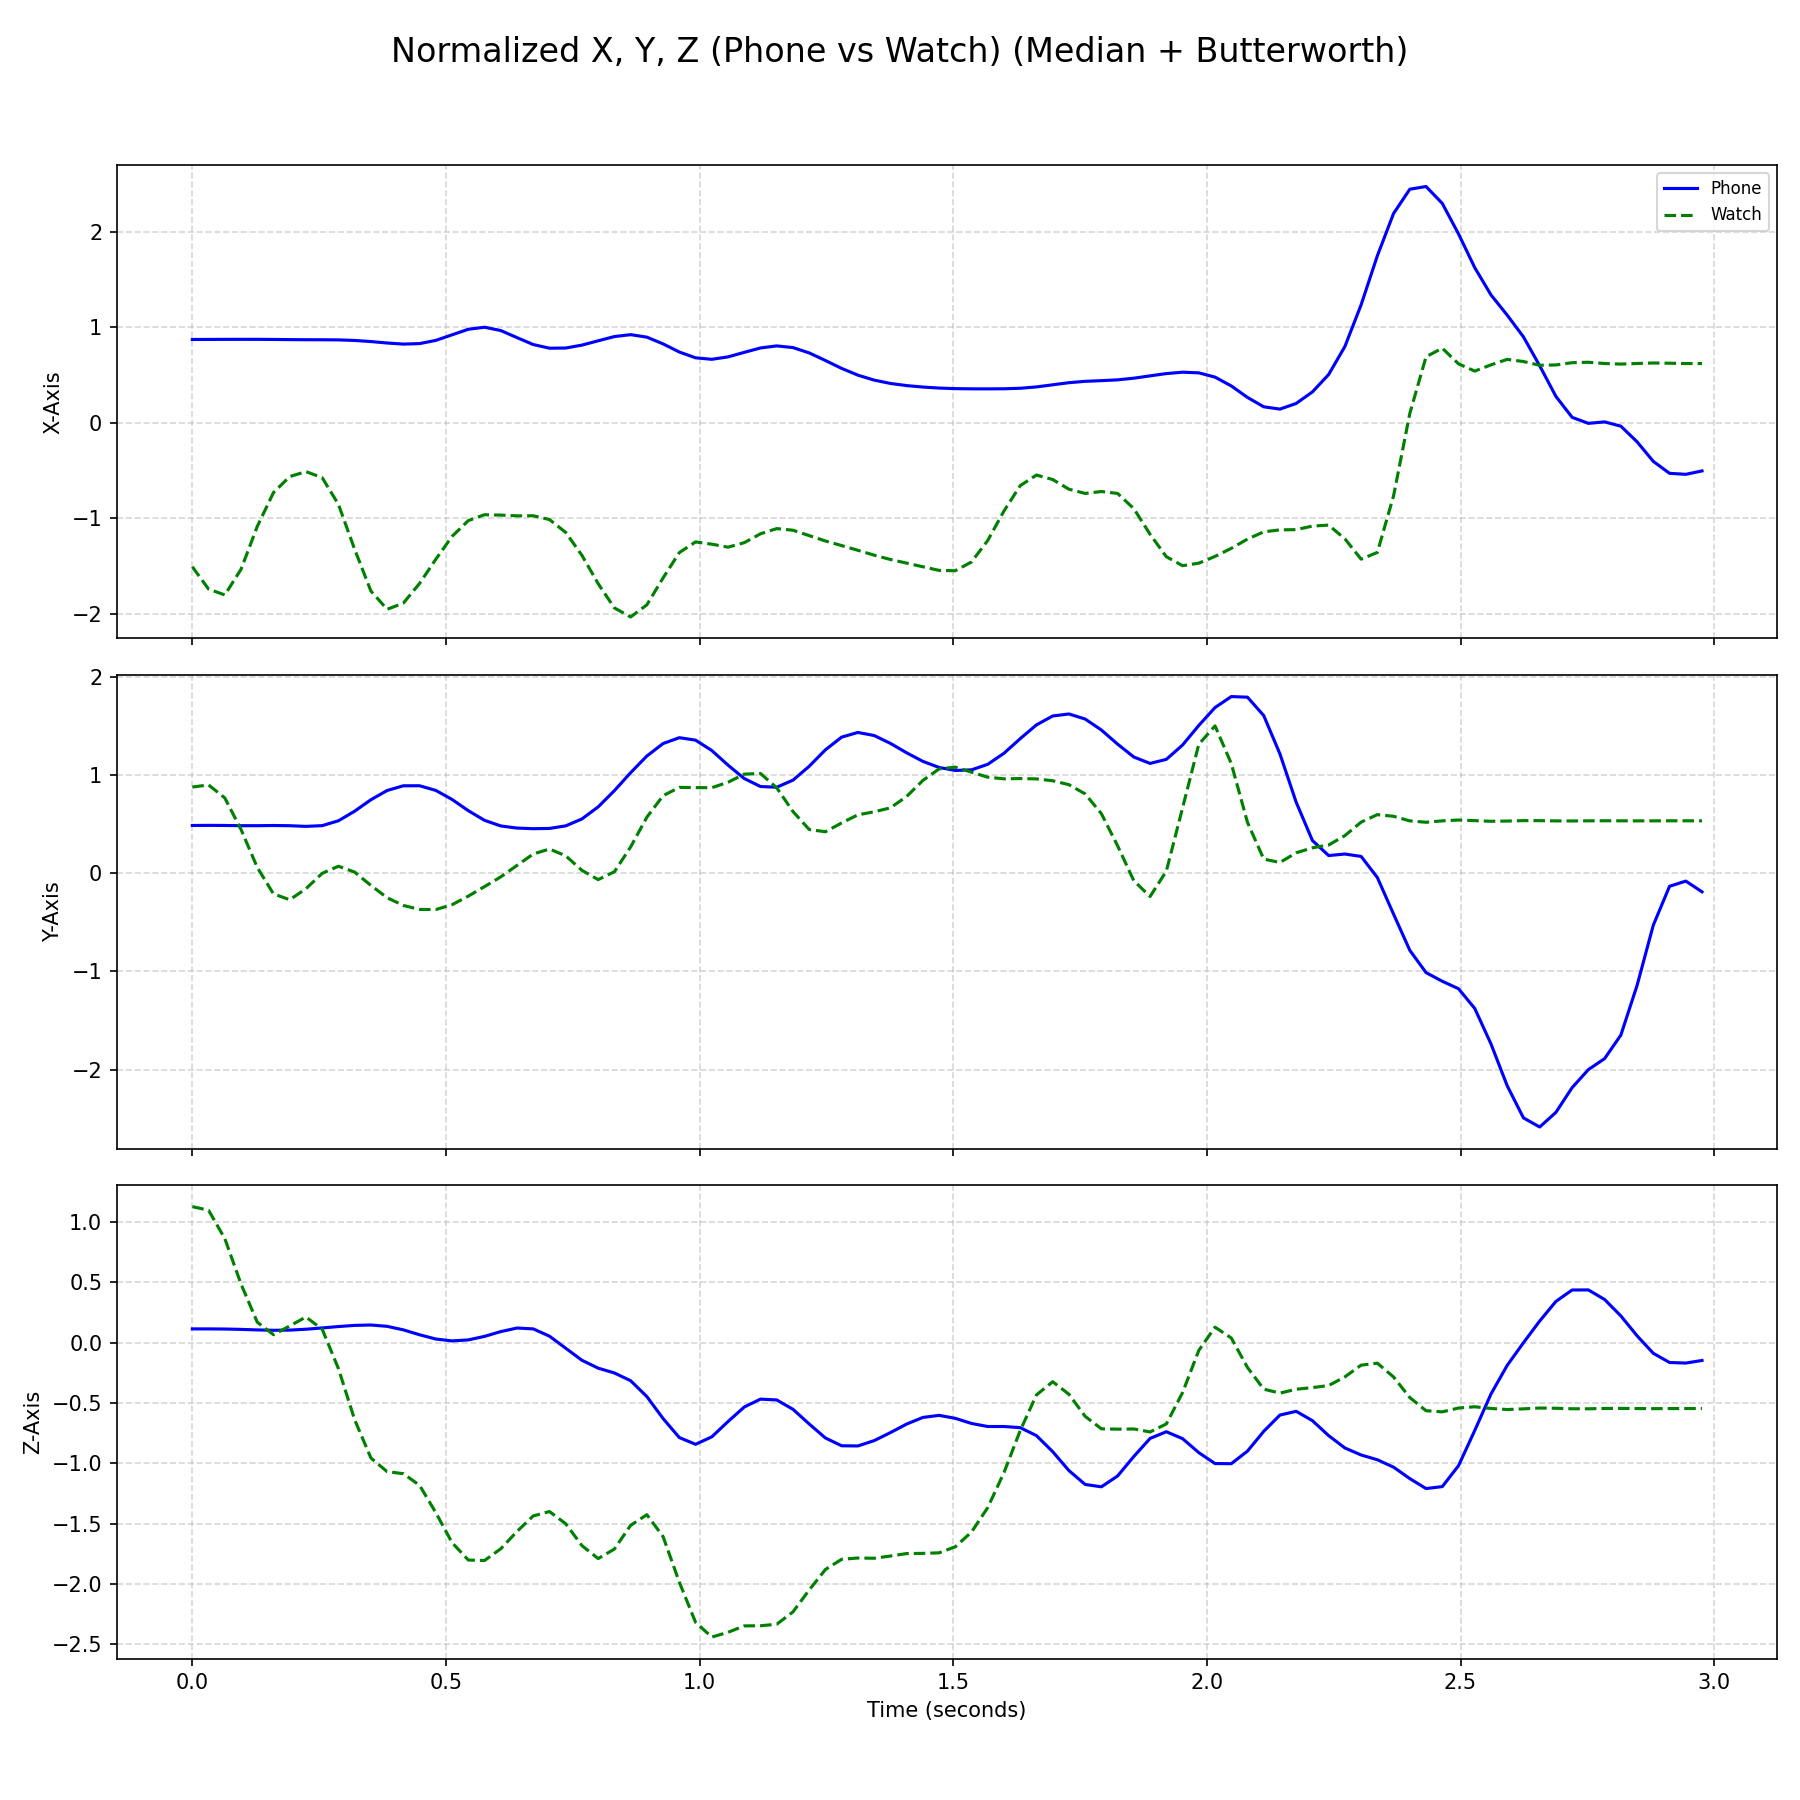 Normalized X, Y, Z (Phone vs Watch) (Median + Butterworth)
Phone
Watch
X-Axis
2
1
0
−1
−2
Y-Axis
2
1
0
−1
−2
Z-Axis
1.0
0.5
0.0
−0.5
−1.0
−1.5
−2.0
−2.5
0.0 0.5 1.0 1.5 2.0 2.5 3.0
Time (seconds)